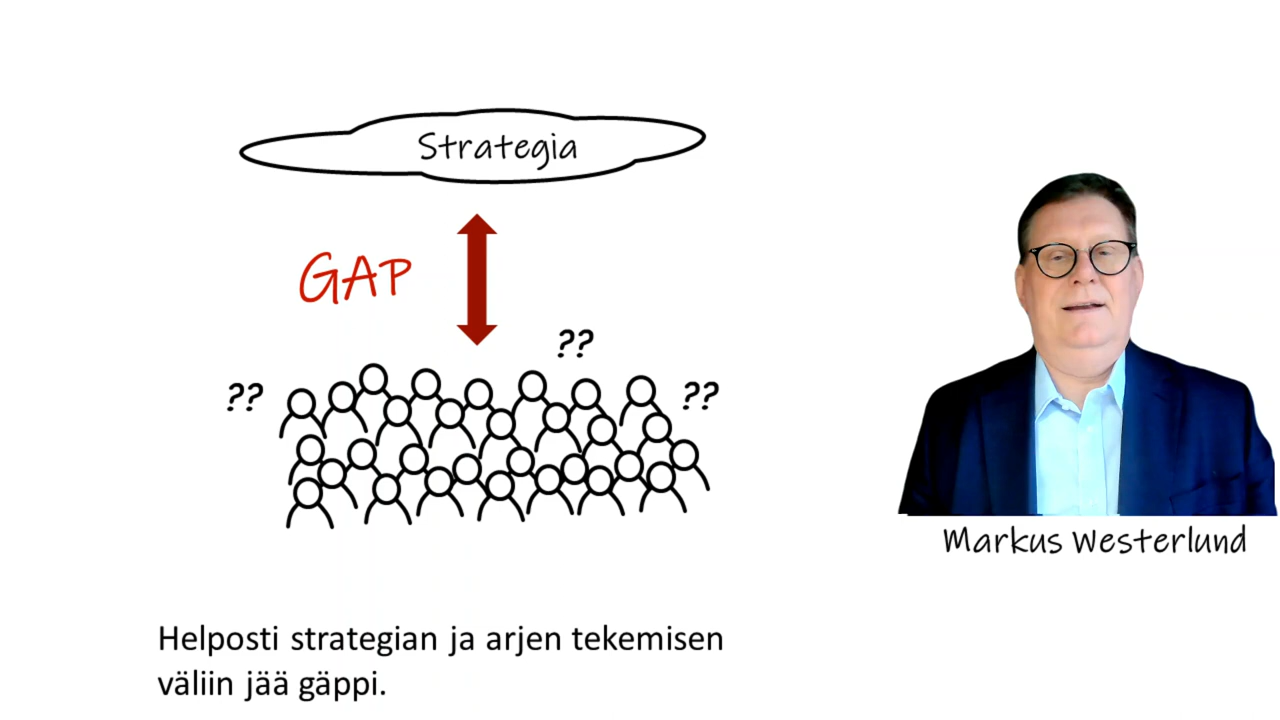 Strategia
GAP
??
??
??
Markus Westerlund
Helposti strategian ja arjen tekemisen
väliin jää gäppi.